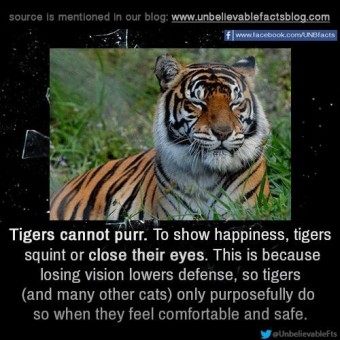 source is mentioned in our blog: www.unbelievablefactsblog.com
f www.facebook.com/UNBfacts
Tigers cannot purr. To show happiness, tigers
squint or close their eyes. This is because
losing vision lowers defense, so tigers
(and many other cats) only purposefully do
so when they feel comfortable and safe.
@UnbelievableFts